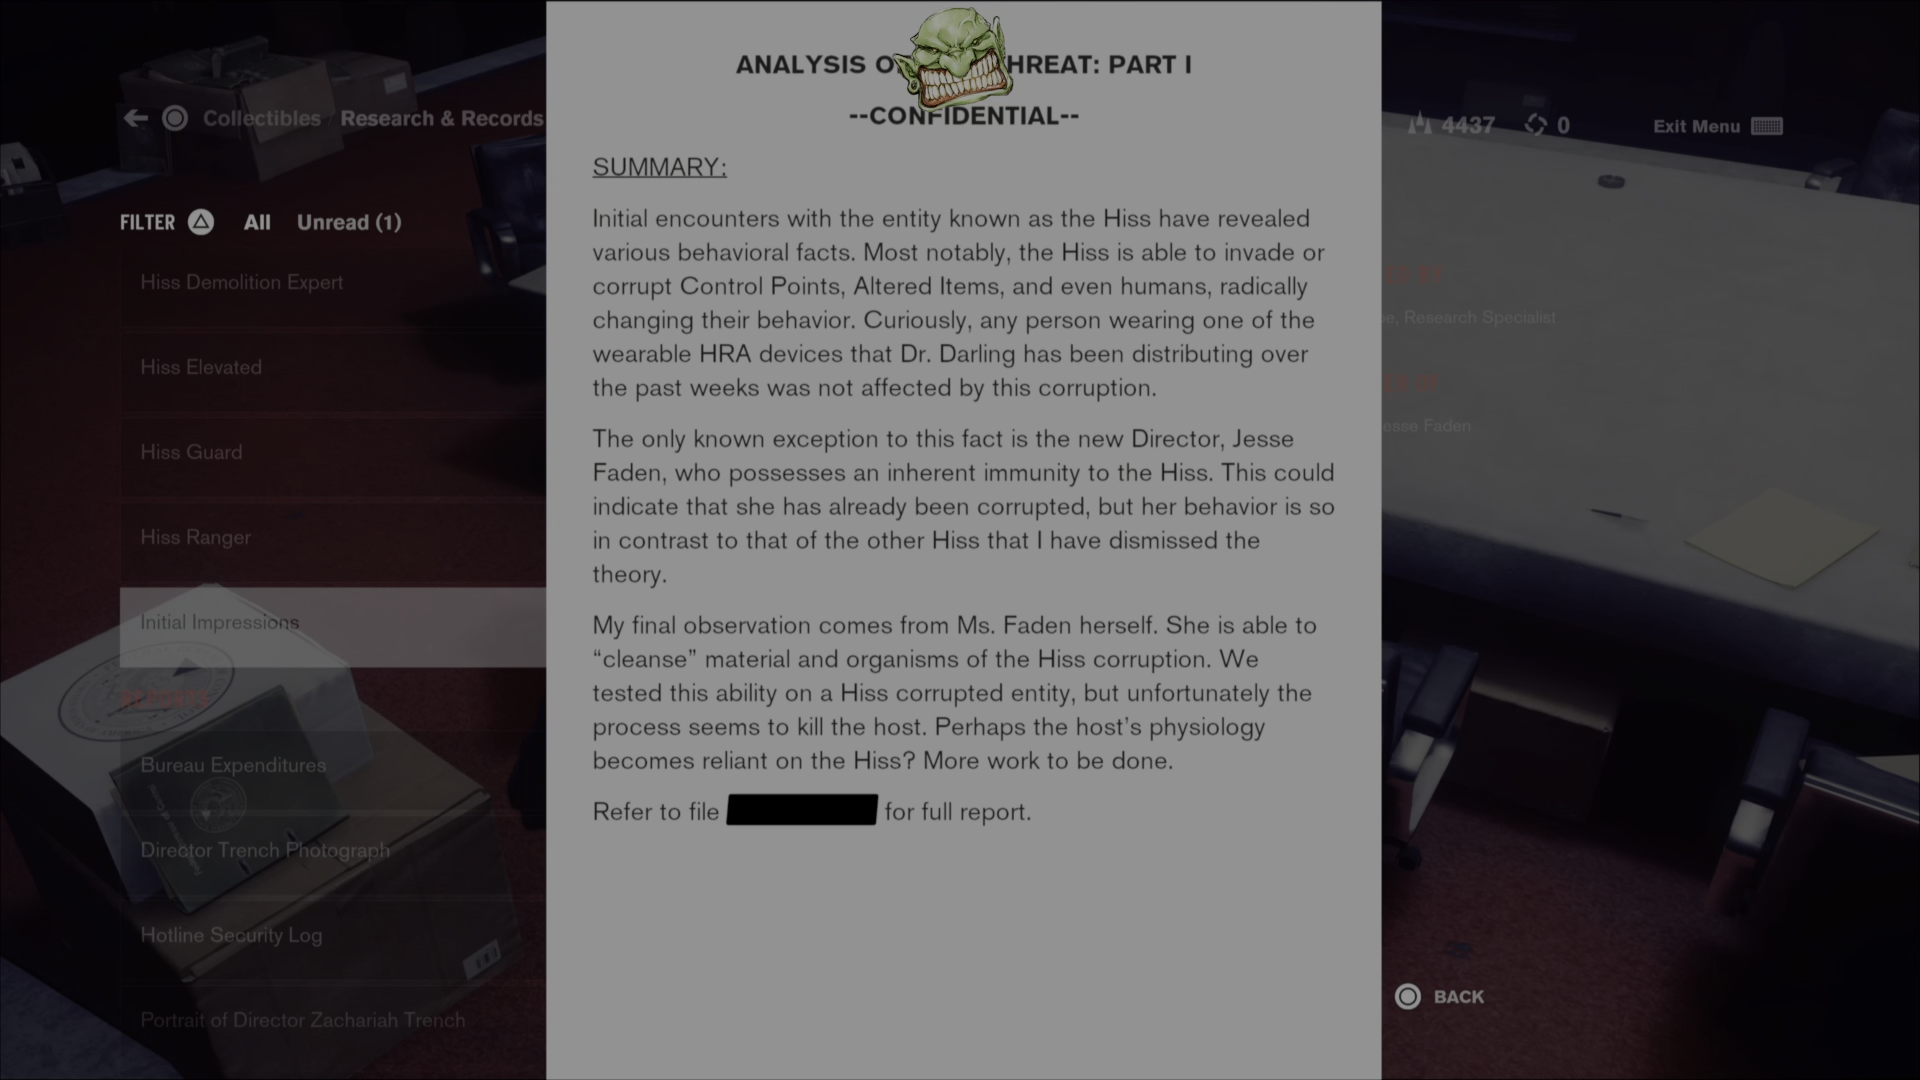 ANALYSIS O HREAT: PART I
--CONFIDENTIAL--
Collectibles Research & Records
4437 0 Exit Menu
FILTER All Unread (1)
Hiss Demolition Expert
Hiss Elevated
Hiss Guard
Hiss Ranger
Initial Impressions
REPORTS
Bureau Expenditures
Director Trench Photograph
Hotline Security Log
Portrait of Director Zachariah Trench
SUMMARY:
Initial encounters with the entity known as the Hiss have revealed
various behavioral facts. Most notably, the Hiss is able to invade or
corrupt Control Points, Altered Items, and even humans, radically
changing their behavior. Curiously, any person wearing one of the
wearable HRA devices that Dr. Darling has been distributing over
the past weeks was not affected by this corruption.
The only known exception to this fact is the new Director, Jesse
Faden, who possesses an inherent immunity to the Hiss. This could
indicate that she has already been corrupted, but her behavior is so
in contrast to that of the other Hiss that I have dismissed the
theory.
My final observation comes from Ms. Faden herself. She is able to
“cleanse” material and organisms of the Hiss corruption. We
tested this ability on a Hiss corrupted entity, but unfortunately the
process seems to kill the host. Perhaps the host’s physiology
becomes reliant on the Hiss? More work to be done.
Refer to file for full report.
Research Specialist
esse Faden
BACK